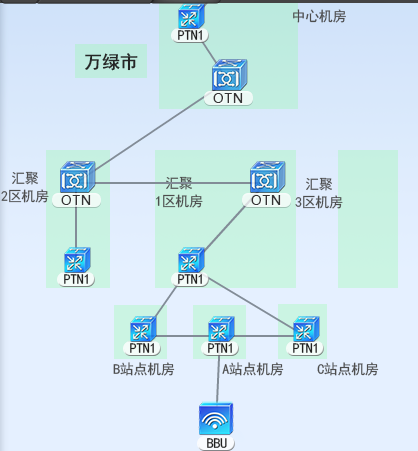 中心机房
PTN1
万绿市
OTN
汇聚
2区机房
OTN
汇聚
1区机房
OTN
汇聚
3区机房
PTN1
PTN1
PTN1
PTN1
PTN1
B站点机房
A站点机房
C站点机房
BBU